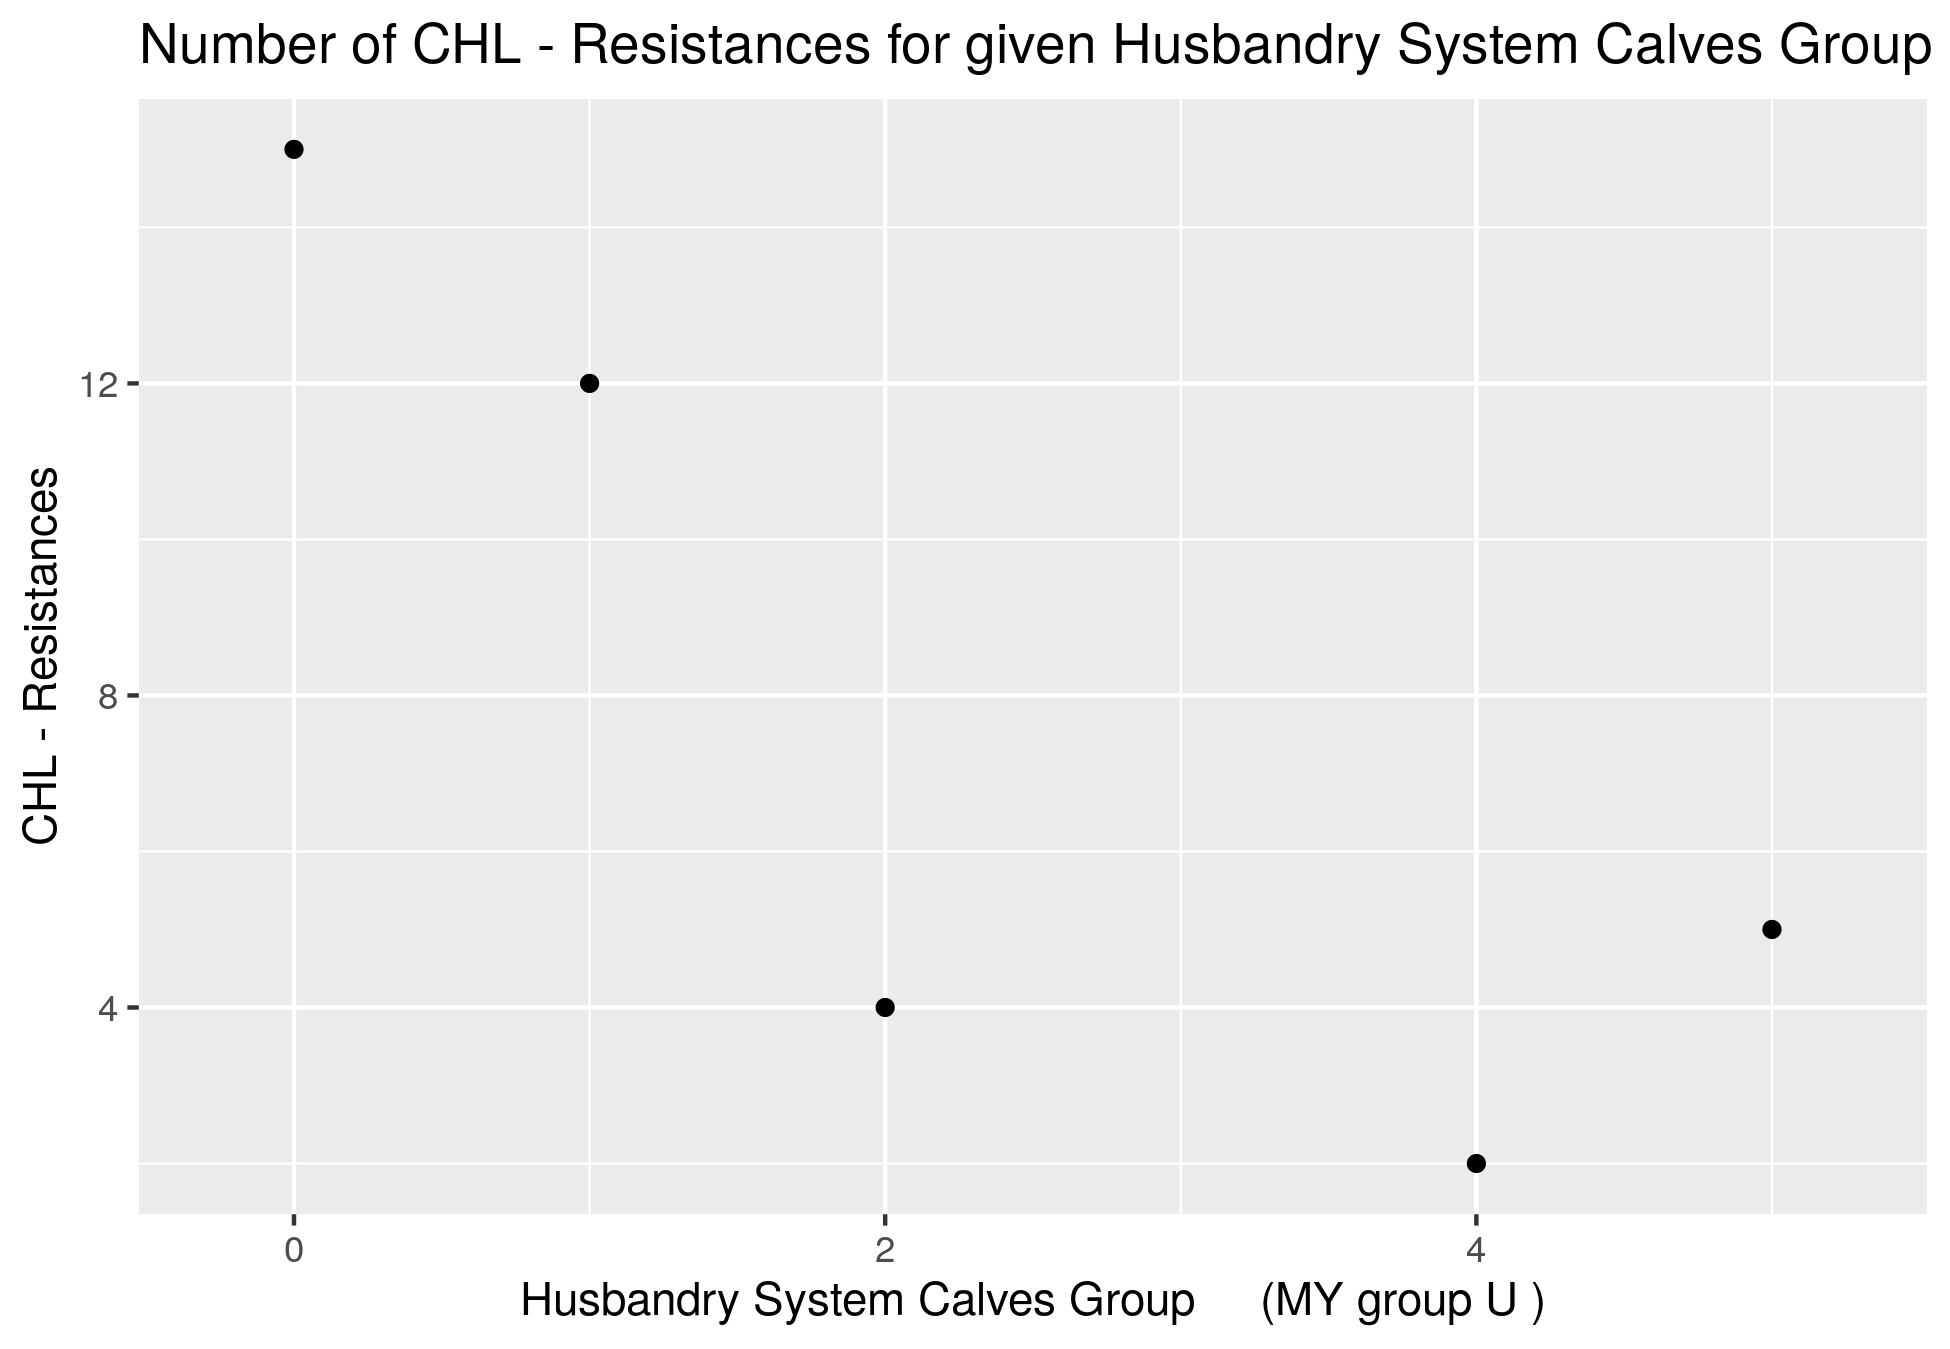 Number of CHL - Resistances for given Husbandry System Calves Group
CHL - Resistances
12
8
4
0
2
4
Husbandry System Calves Group (MY group U )